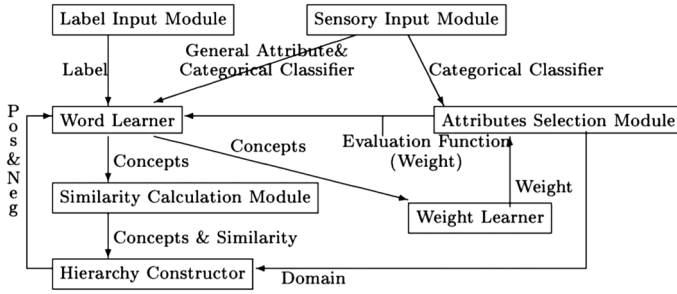 Label Input Module
Sensory Input Module
General Attribute&
Categorical Classifier
Label
Categorical Classifier
Pos&Neg
Word Learner
Attributes Selection Module
Evaluation Function
(Weight)
Concepts
Concepts
Similarity Calculation Module
Weight
Weight Learner
Concepts & Similarity
Hierarchy Constructor
Domain